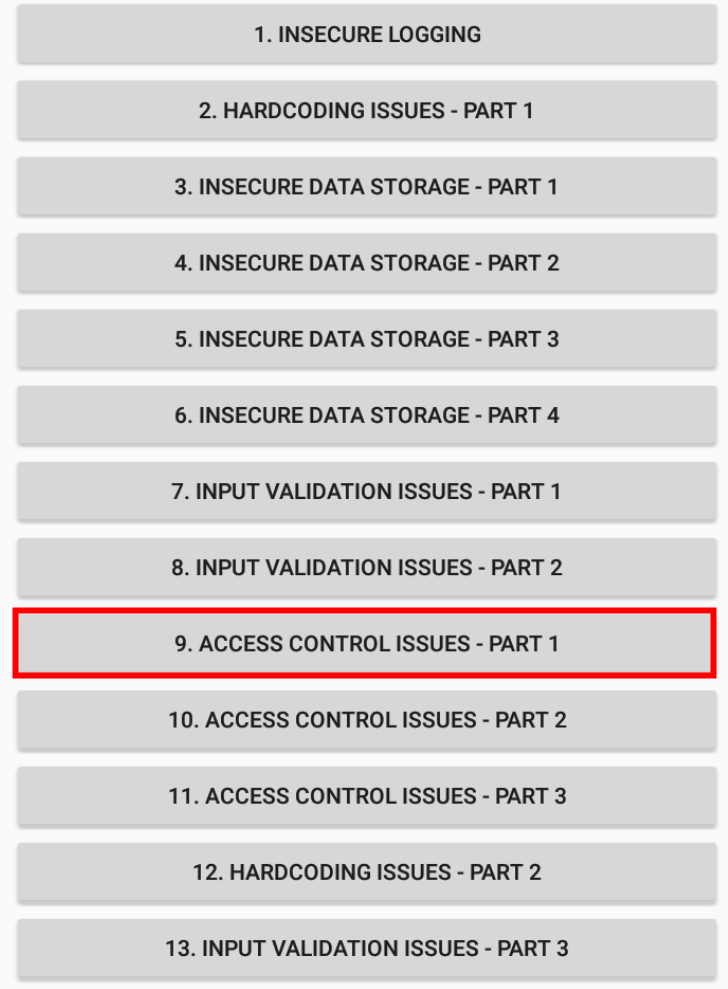 1. INSECURE LOGGING
2. HARDCODING ISSUES - PART 1
3. INSECURE DATA STORAGE - PART 1
4. INSECURE DATA STORAGE - PART 2
5. INSECURE DATA STORAGE - PART 3
6. INSECURE DATA STORAGE - PART 4
7. INPUT VALIDATION ISSUES - PART 1
8. INPUT VALIDATION ISSUES - PART 2
9. ACCESS CONTROL ISSUES - PART 1
10. ACCESS CONTROL ISSUES - PART 2
11. ACCESS CONTROL ISSUES - PART 3
12. HARDCODING ISSUES - PART 2
13. INPUT VALIDATION ISSUES - PART 3